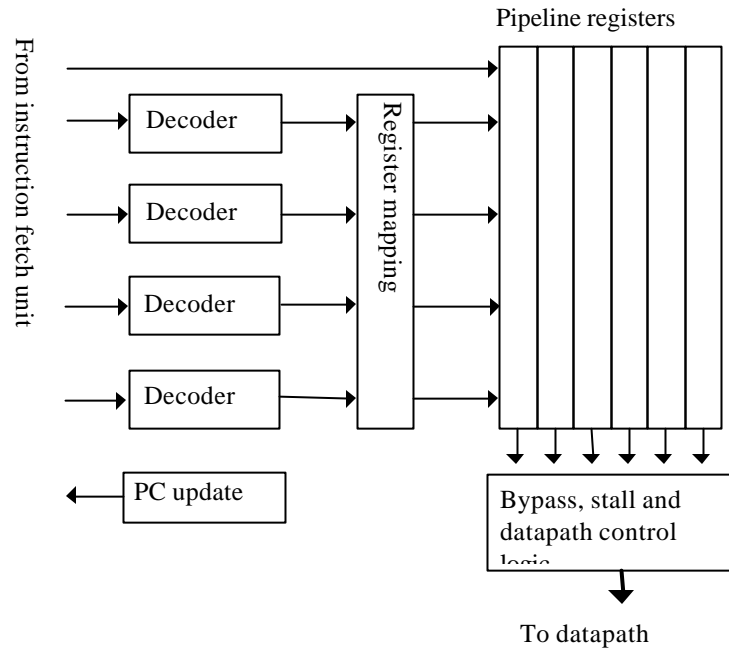 Pipeline registers
From instruction fetch unit
Decoder
Register mapping
Decoder
Decoder
Decoder
PC update
Bypass, stall and
datapath control
logic
To datapath